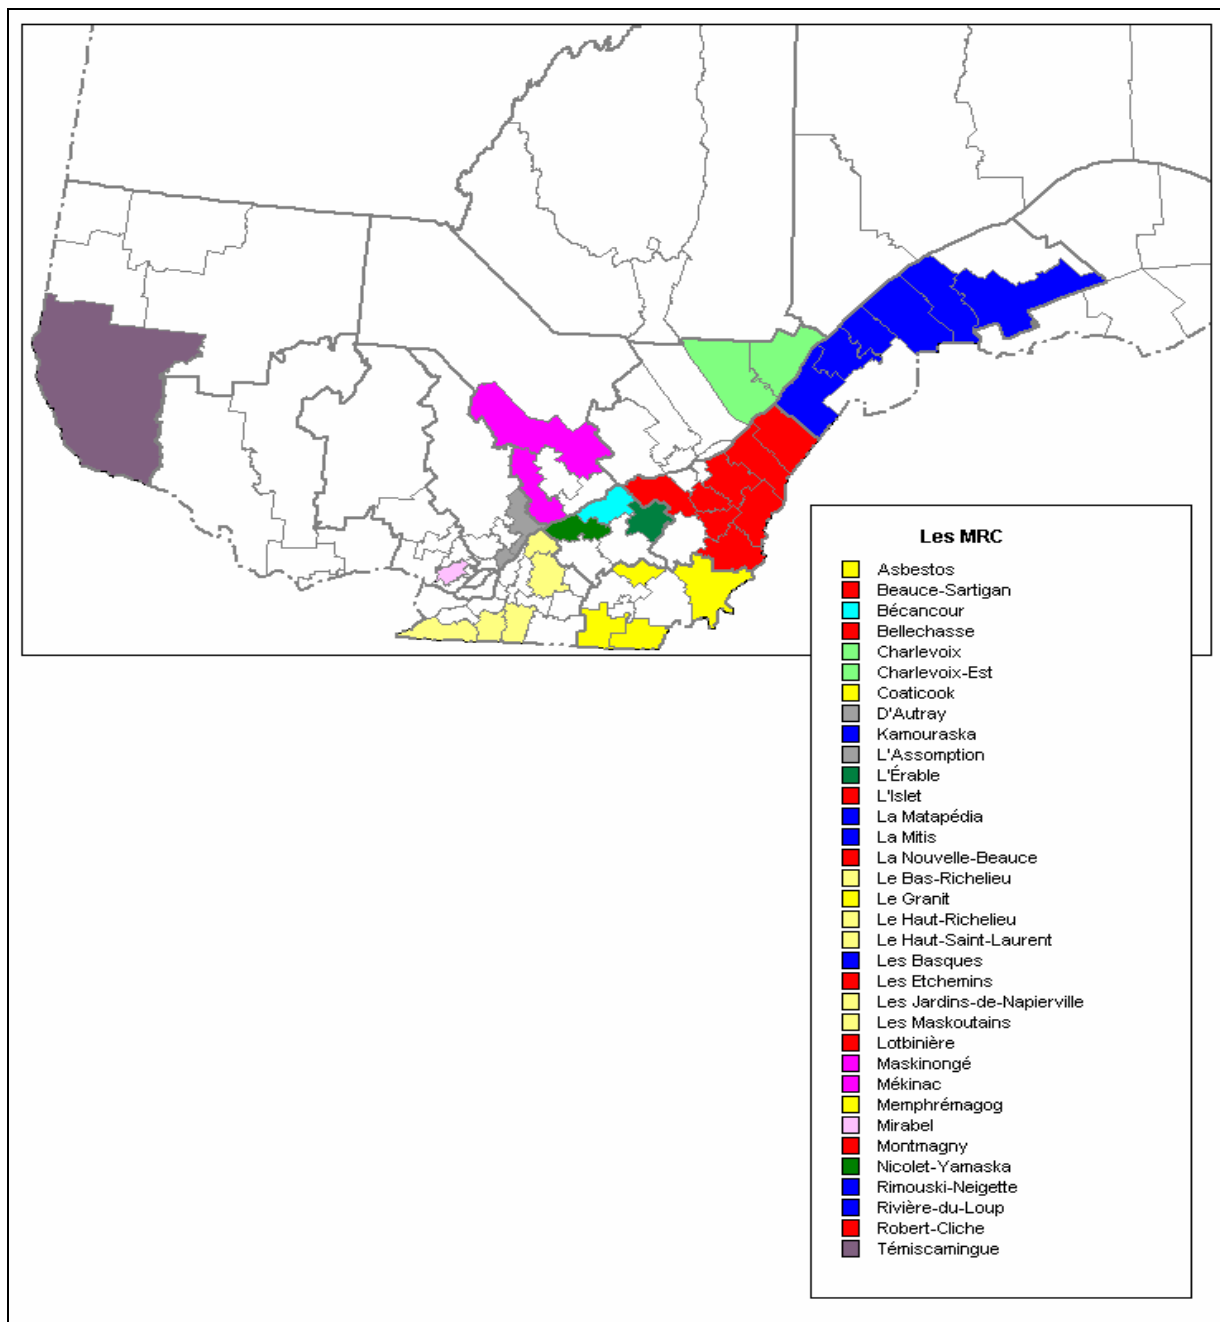 Les MRC
Asbestos
Beauce-Sartigan
Bécancour
Bellechasse
Charlevoix
Charlevoix-Est
Coaticook
D'Autray
Kamouraska
L'Assomption
L'Érable
L'Islet
La Matapédia
La Mitis
La Nouvelle-Beauce
Le Bas-Richelieu
Le Granit
Le Haut-Richelieu
Le Haut-Saint-Laurent
Les Basques
Les Etchemins
Les Jardins-de-Napierville
Les Maskoutains
Lotbinière
Maskinongé
Mékinac
Memphrémagog
Mirabel
Montmagny
Nicolet-Yamaska
Rimouski-Neigette
Rivière-du-Loup
Robert-Cliche
Témiscamingue